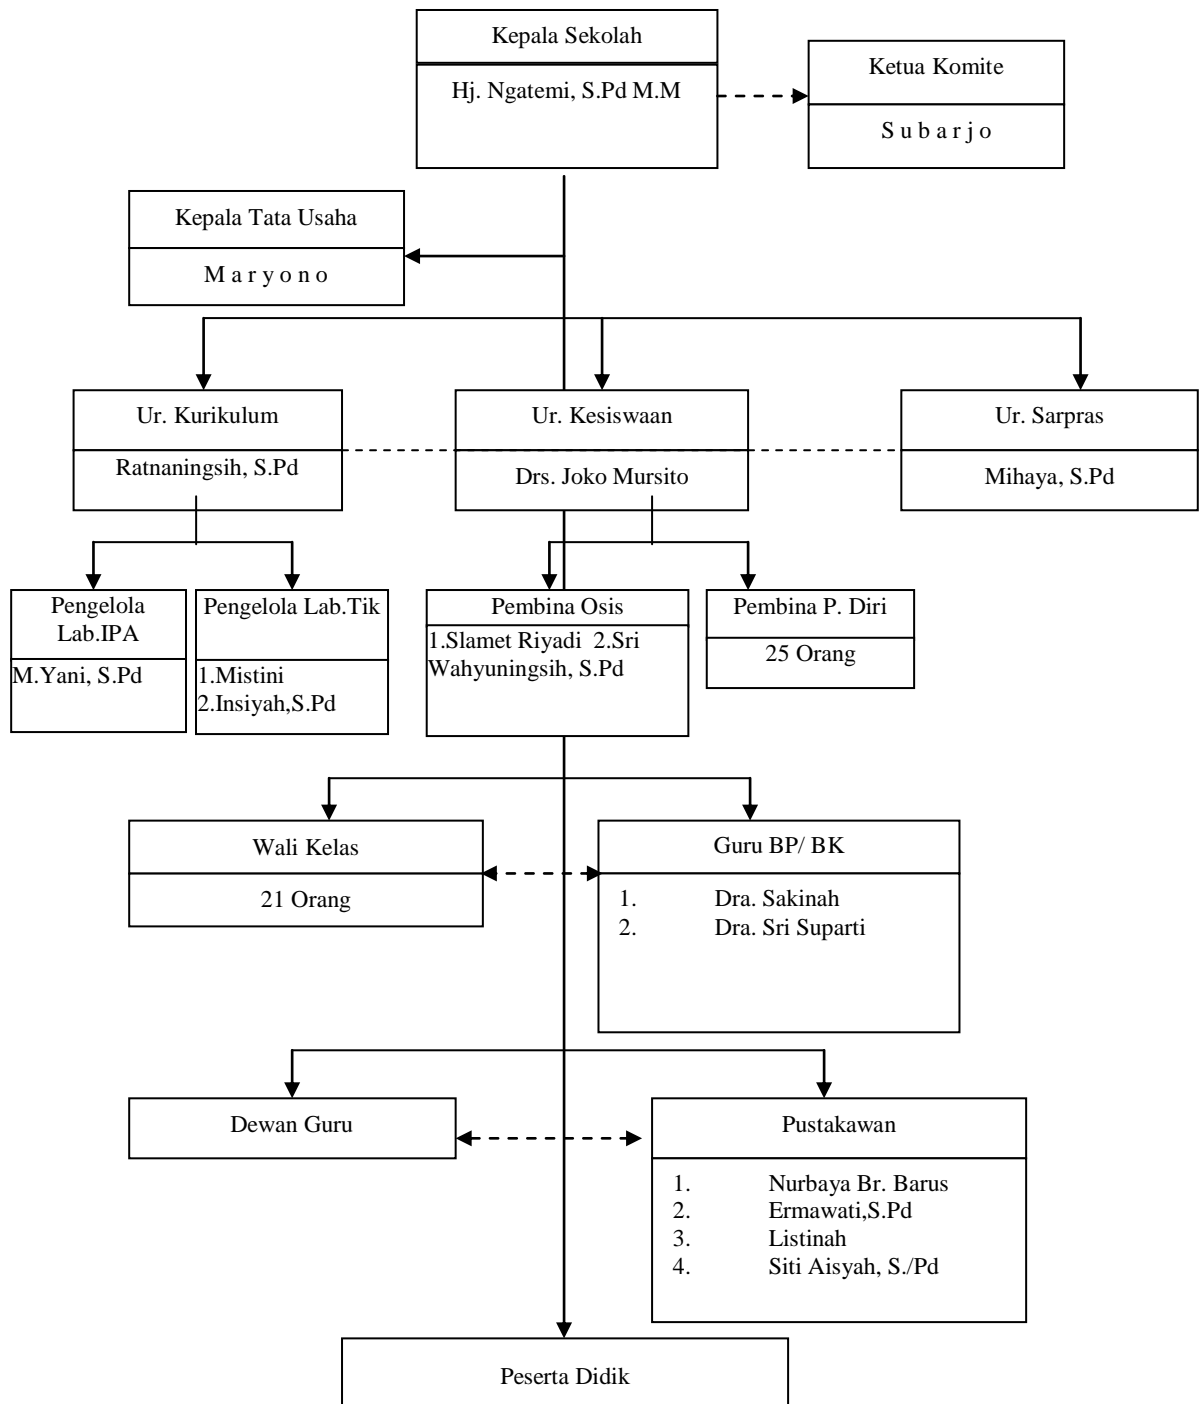 Kepala Sekolah
Hj. Ngatemi, S.Pd M.M
Ketua Komite
S u b a r j o
Kepala Tata Usaha
M a r y o n o
Ur. Kurikulum
Ratnaningsih, S.Pd
Ur. Kesiswaan
Drs. Joko Mursito
Ur. Sarpras
Mihaya, S.Pd
Pengelola
Lab.IPA
M.Yani, S.Pd
Pengelola Lab.Tik
1.Mistini
2.Insiyah,S.Pd
Pembina Osis
1.Slamet Riyadi 2.Sri
Wahyuningsih, S.Pd
Pembina P. Diri
25 Orang
Wali Kelas
21 Orang
Guru BP/ BK
1. Dra. Sakinah
2. Dra. Sri Suparti
Dewan Guru
Pustakawan
1. Nurbaya Br. Barus
2. Ermawati,S.Pd
3. Listinah
4. Siti Aisyah, S./Pd
Peserta Didik